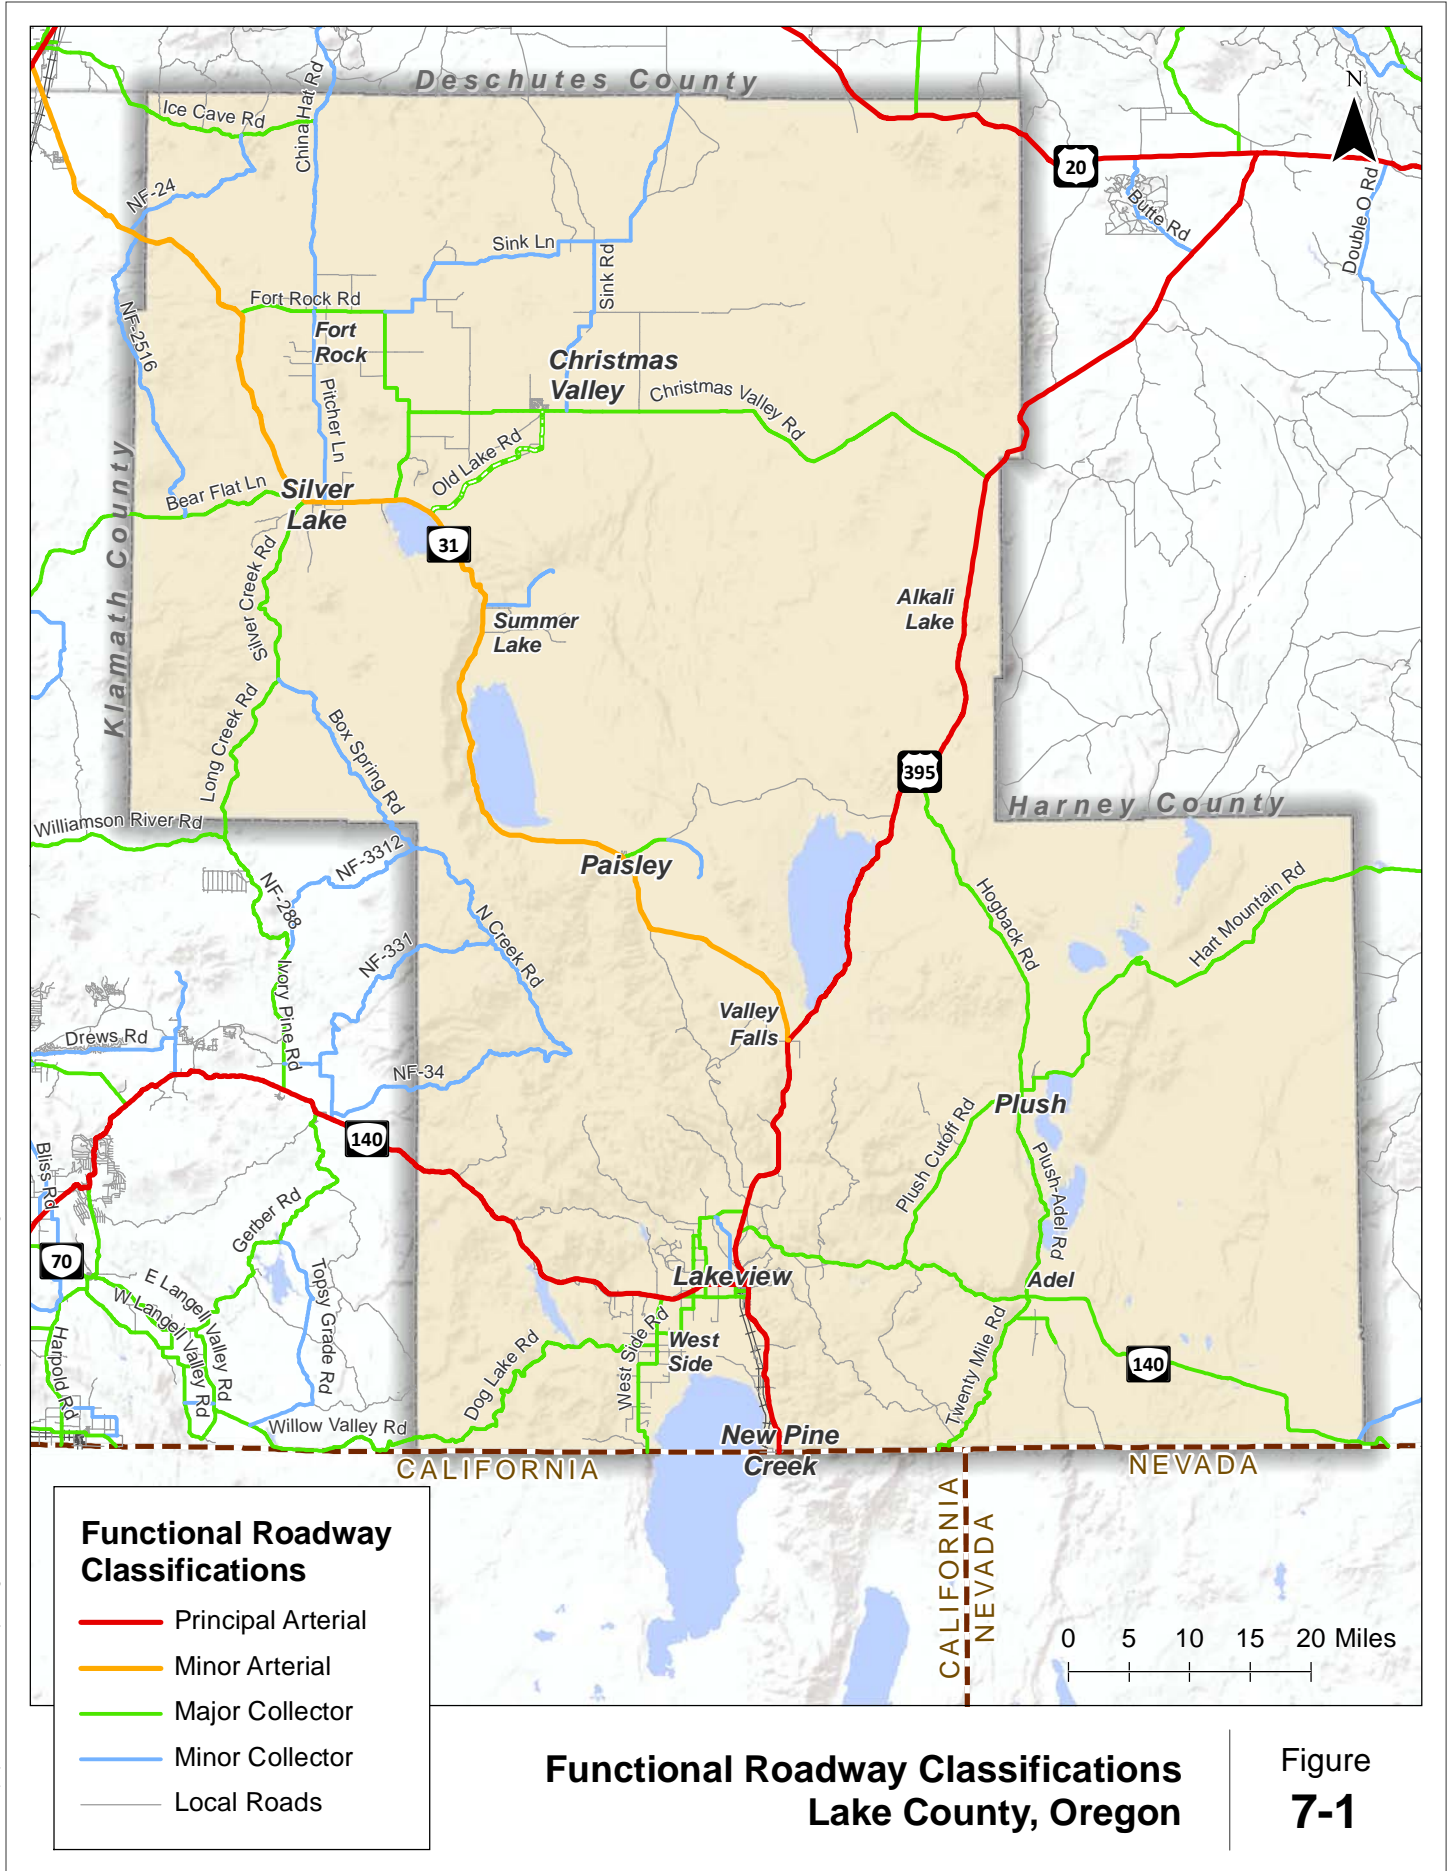 Deschutes County
N
Ice Cave Rd
China Hat Rd
20
NF-24
Butte Rd
Double O Rd
Sink Ln
Sink Rd
Fort Rock Rd
NF-2516
Fort
Rock
Christmas
Valley
Christmas Valley Rd
Pitcher Ln
Old Lake Rd
Klamath County
Bear Flat Ln
Silver
Lake
31
Silver Creek Rd
Alkali
Lake
Summer
Lake
Long Creek Rd
Box Spring Rd
395
Harney County
Williamson River Rd
NF-3312
Paisley
NF-288
Hogback Rd
Hart Mountain Rd
N Creek Rd
NF-331
Ivory Pine Rd
Valley
Falls
Drews Rd
NF-34
Plush
140
Plush Cutoff Rd
Bliss Rd
Plush-Adel Rd
Gerber Rd
70
Topsy Grade Rd
E Langell Valley Rd
W Langell Valley Rd
Lakeview
Adel
Harpold Rd
West Side Rd
West
Side
Dog Lake Rd
Twenty Mile Rd
140
Willow Valley Rd
New Pine
Creek
CALIFORNIA
NEVADA
CALIFORNIA
NEVADA
Functional Roadway
Classifications
Principal Arterial
Minor Arterial
Major Collector
Minor Collector
Local Roads
0 5 10 15 20 Miles
Functional Roadway Classifications
Lake County, Oregon
Figure
7-1